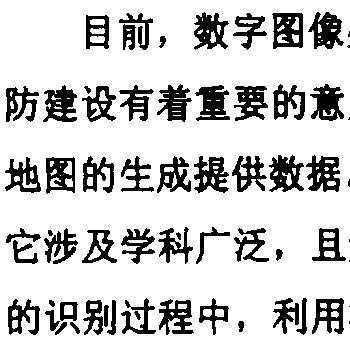 目前，数字图像
防建设有着重要的意
地图的生成提供数据
它涉及学科广泛，且
的识别过程中，利用